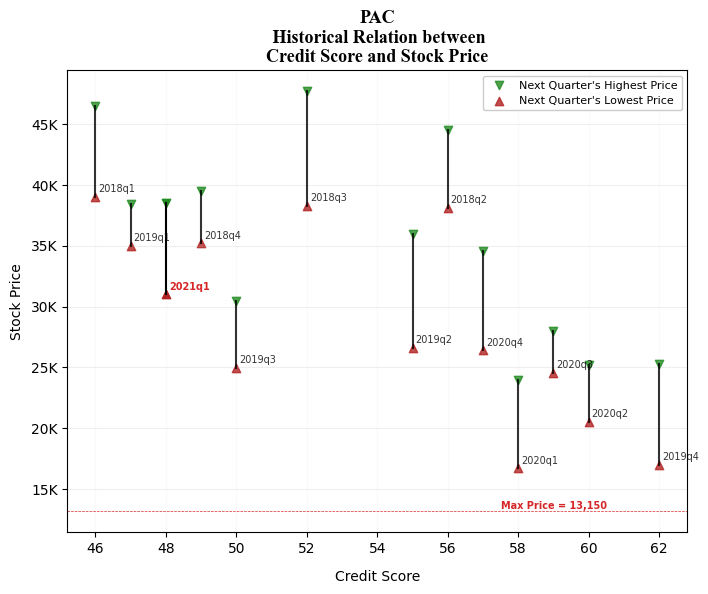 PAC
Historical Relation between
Credit Score and Stock Price
Next Quarter's Highest Price
Next Quarter's Lowest Price
45K
40K
35K
30K
25K
20K
15K
Stock Price
2018q1
2019q1
2021q1
2018q4
2019q3
2018q3
2019q2
2018q2
2020q4
2020q1
2020q3
2020q2
2019q4
Max Price = 13,150
46 48 50 52 54 56 58 60 62
Credit Score